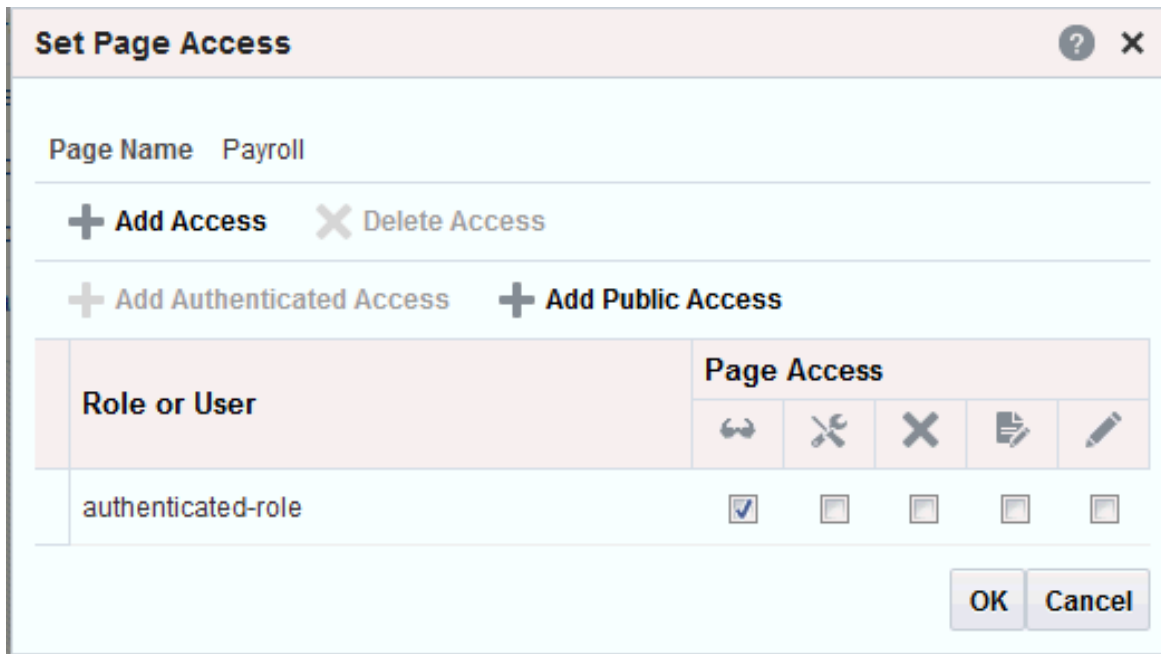 Set Page Access
Page Name Payroll
Add Access Delete Access
Add Authenticated Access Add Public Access
Role or User
Page Access
authenticated-role
OK Cancel